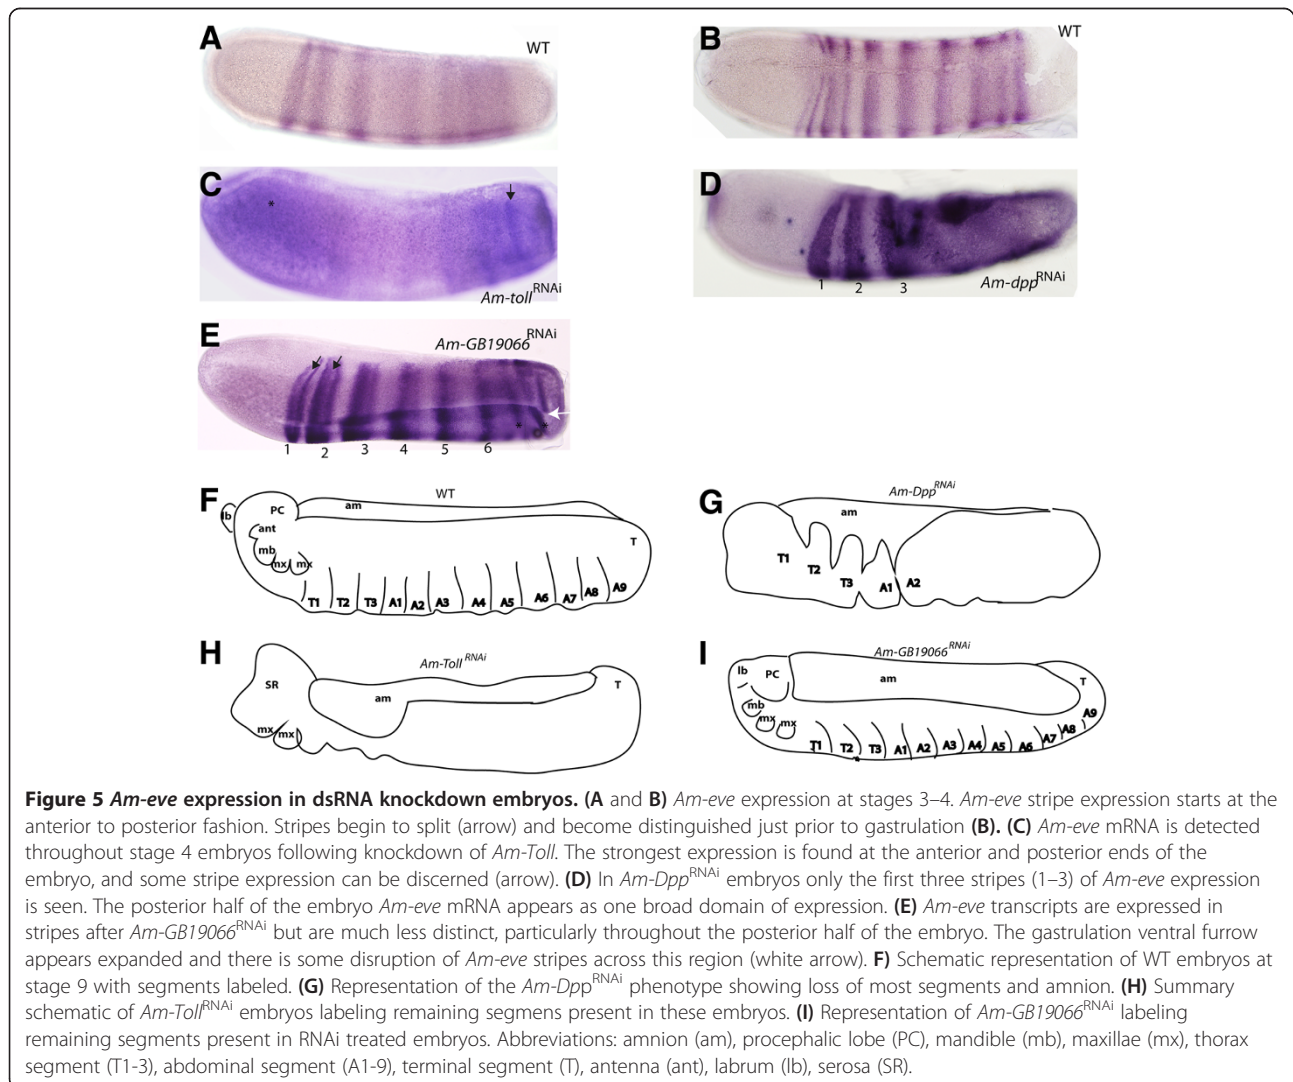 A
WT
B
WT
C
*
Am-toll RNAi
D
1 2 3
Am-dpp RNAi
E
Am-GB19066 RNAi
* *
1 2 3 4 5 6
F
WT
lb PC am
ant
mb
mx mx
T
T1 T2 T3 A1 A2 A3 A4 A5 A6 A7 A8 A9
G
Am-Dpp RNAi
am
T1 T2 T3 A1 A2
H
Am-Toll RNAi
SR am T
mx mx
I
Am-GB19066 RNAi
lb PC am T
mb
mx mx
T1 T2 T3 A1 A2 A3 A4 A5 A6 A7 A8 A9
Figure 5 Am-eve expression in dsRNA knockdown embryos. (A and B) Am-eve expression at stages 3–4. Am-eve stripe expression starts at the
anterior to posterior fashion. Stripes begin to split (arrow) and become distinguished just prior to gastrulation (B). (C) Am-eve mRNA is detected
throughout stage 4 embryos following knockdown of Am-Toll. The strongest expression is found at the anterior and posterior ends of the
embryo, and some stripe expression can be discerned (arrow). (D) In Am-DppRNAi embryos only the first three stripes (1–3) of Am-eve expression
is seen. The posterior half of the embryo Am-eve mRNA appears as one broad domain of expression. (E) Am-eve transcripts are expressed in
stripes after Am-GB19066RNAi but are much less distinct, particularly throughout the posterior half of the embryo. The gastrulation ventral furrow
appears expanded and there is some disruption of Am-eve stripes across this region (white arrow). F) Schematic representation of WT embryos at
stage 9 with segments labeled. (G) Representation of the Am-DppRNAi phenotype showing loss of most segments and amnion. (H) Summary
schematic of Am-TollRNAi embryos labeling remaining segmens present in these embryos. (I) Representation of Am-GB19066RNAi labeling
remaining segments present in RNAi treated embryos. Abbreviations: amnion (am), procephalic lobe (PC), mandible (mb), maxillae (mx), thorax
segment (T1-3), abdominal segment (A1-9), terminal segment (T), antenna (ant), labrum (lb), serosa (SR).